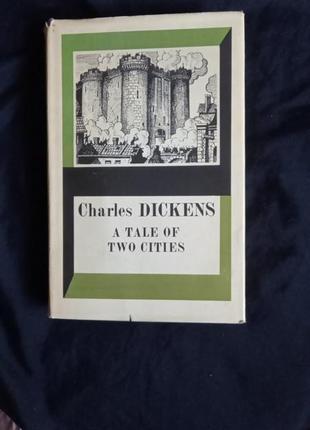 Charles DICKENS
A TALE OF
TWO CITIES